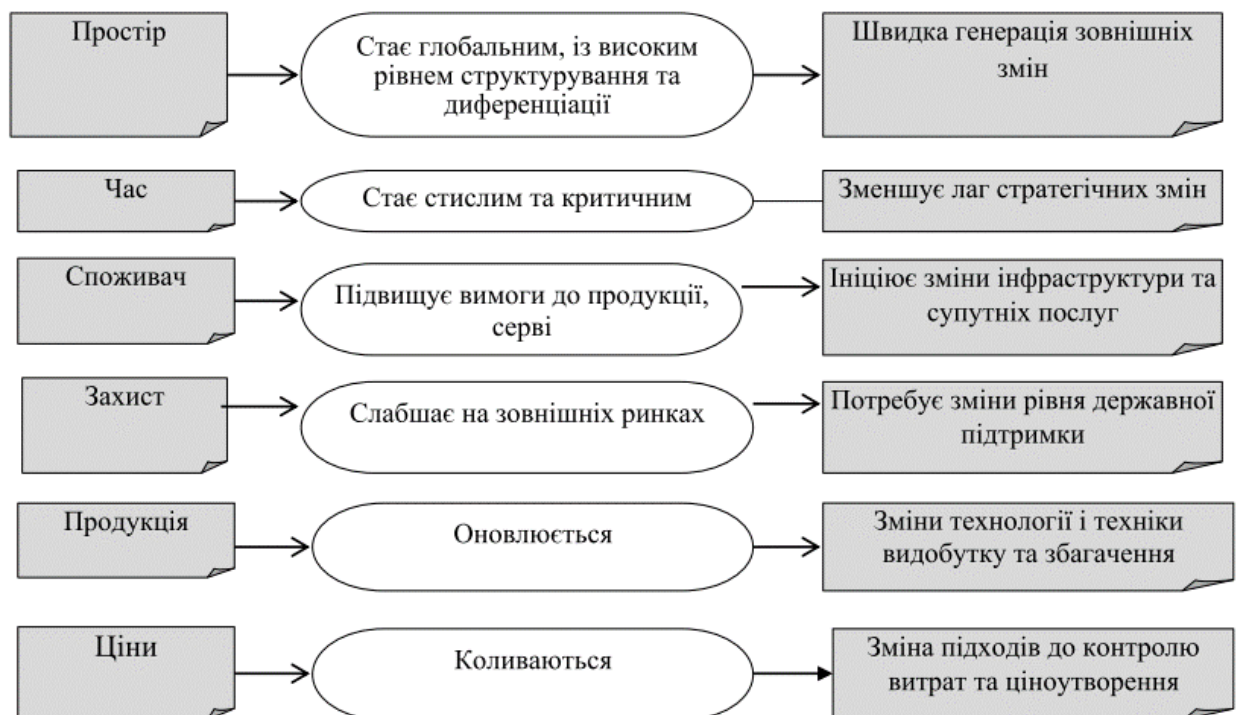 Простір
Стає глобальним, із високим
рівнем структурування та
диференціації
Швидка генерація зовнішніх
змін
Час
Стає стислим та критичним
Зменшує лаг стратегічних змін
Споживач
Підвищує вимоги до продукції,
серві
Ініціює зміни інфраструктури та
супутніх послуг
Захист
Слабшає на зовнішніх ринках
Потребує зміни рівня державної
підтримки
Продукція
Оновлюється
Зміни технології і техніки
видобутку та збагачення
Ціни
Коливаються
Зміна підходів до контролю
витрат та ціноутворення